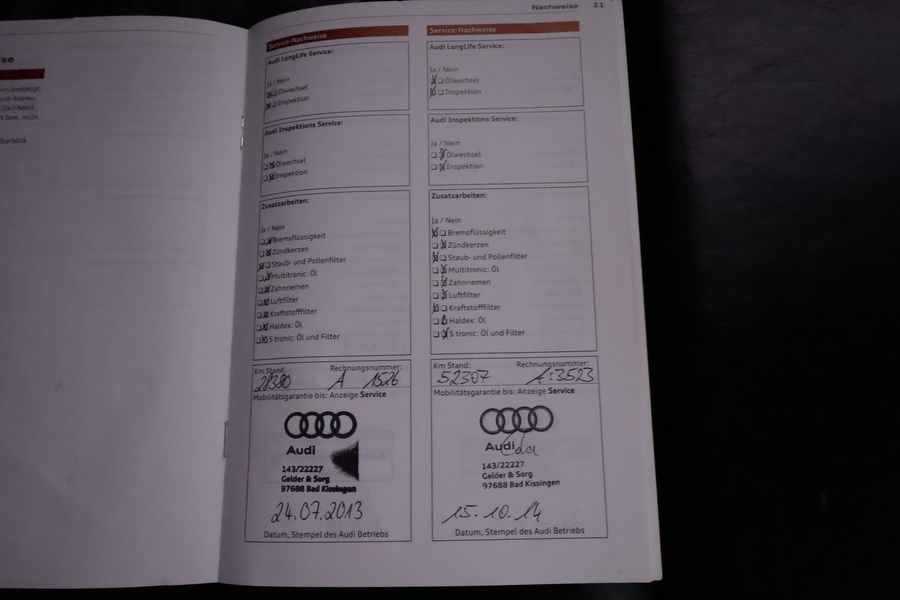 Nachweise 21
ise
Überblick
Service-Nachweise
Audi LongLife Service:
Ja / Nein
Ölwechsel
Inspektion
Audi Inspektions Service:
Ja / Nein
Ölwechsel
Inspektion
Zusatzarbeiten:
Ja / Nein
Bremsflüssigkeit
Zündkerzen
Staub- und Pollenfilter
Multitronic: Öl
Zahnriemen
Luftfilter
Kraftstofffilter
Haldex: Öl
S tronic: Öl und Filter
Km Stand: Rechnungsnummer:
28380 A 1526
Mobilitätsgarantie bis: Anzeige Service
Audi
143/22227
Gelder & Sorg
97688 Bad Kissingen
24.07.2013
Datum, Stempel des Audi Betriebs
Service-Nachweise
Audi LongLife Service:
Ja / Nein
Ölwechsel
Inspektion
Audi Inspektions Service:
Ja / Nein
Ölwechsel
Inspektion
Zusatzarbeiten:
Ja / Nein
Bremsflüssigkeit
Zündkerzen
Staub- und Pollenfilter
Multitronic: Öl
Zahnriemen
Luftfilter
Kraftstofffilter
Haldex: Öl
S tronic: Öl und Filter
Km Stand: Rechnungsnummer:
52307 A:3523
Mobilitätsgarantie bis: Anzeige Service
Audi
143/22227
Gelder & Sorg
97688 Bad Kissingen
15.10.14
Datum, Stempel des Audi Betriebs